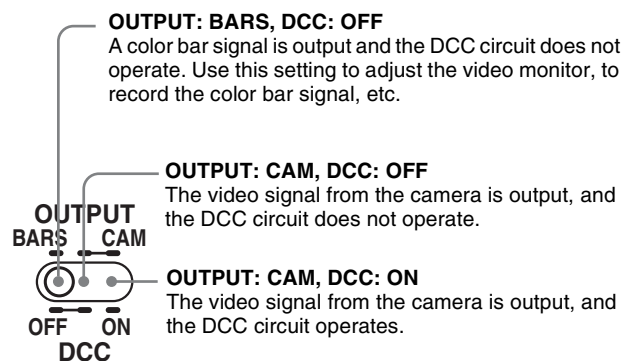 OUTPUT: BARS, DCC: OFF
A color bar signal is output and the DCC circuit does not
operate. Use this setting to adjust the video monitor, to
record the color bar signal, etc.
OUTPUT: CAM, DCC: OFF
The video signal from the camera is output, and
the DCC circuit does not operate.
OUTPUT
BARS CAM
OUTPUT: CAM, DCC: ON
The video signal from the camera is output, and
the DCC circuit operates.
OFF ON
DCC